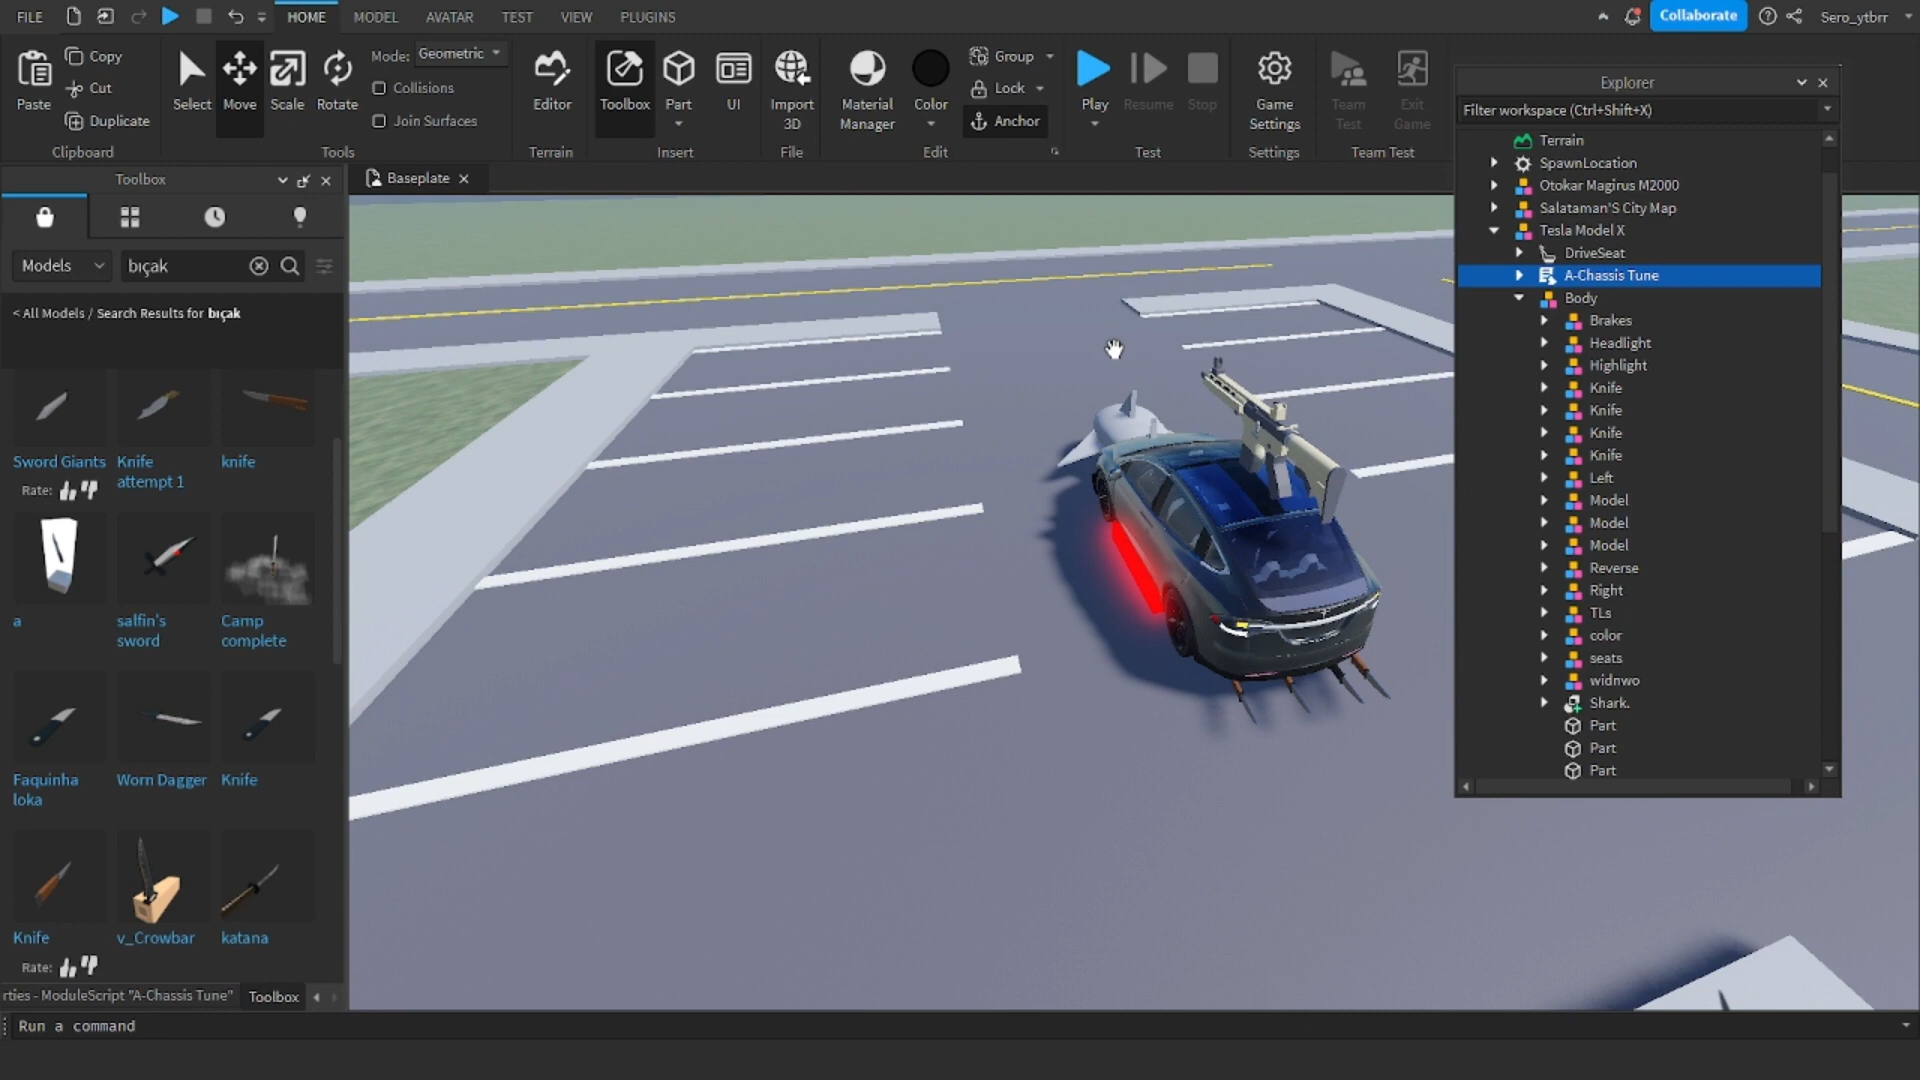 FILE
HOME
MODEL
AVATAR
TEST
VIEW
PLUGINS
Collaborate
Sero_ytbrr
Paste
Copy
Cut
Duplicate
Clipboard
Select
Move
Scale
Rotate
Mode:
Geometric
Collisions
Join Surfaces
Tools
Editor
Terrain
Toolbox
Part
UI
Insert
Import
3D
File
Material
Manager
Color
Group
Lock
Anchor
Edit
Play
Resume
Stop
Test
Game
Settings
Settings
Team
Test
Exit
Game
Team Test
Toolbox
Baseplate
Models
bıçak
< All Models / Search Results for bıçak
Sword Giants
Rate:
Knife
attempt 1
knife
a
salfin's
sword
Camp
complete
Faquinha
loka
Worn Dagger
Knife
Knife
Rate:
v_Crowbar
katana
rties - ModuleScript "A-Chassis Tune"
Toolbox
Run a command
Explorer
Filter workspace (Ctrl+Shift+X)
Terrain
SpawnLocation
Otokar Magirus M2000
Salataman'S City Map
Tesla Model X
DriveSeat
A-Chassis Tune
Body
Brakes
Headlight
Highlight
Knife
Knife
Knife
Knife
Left
Model
Model
Model
Reverse
Right
TLs
color
seats
widnwo
Shark.
Part
Part
Part